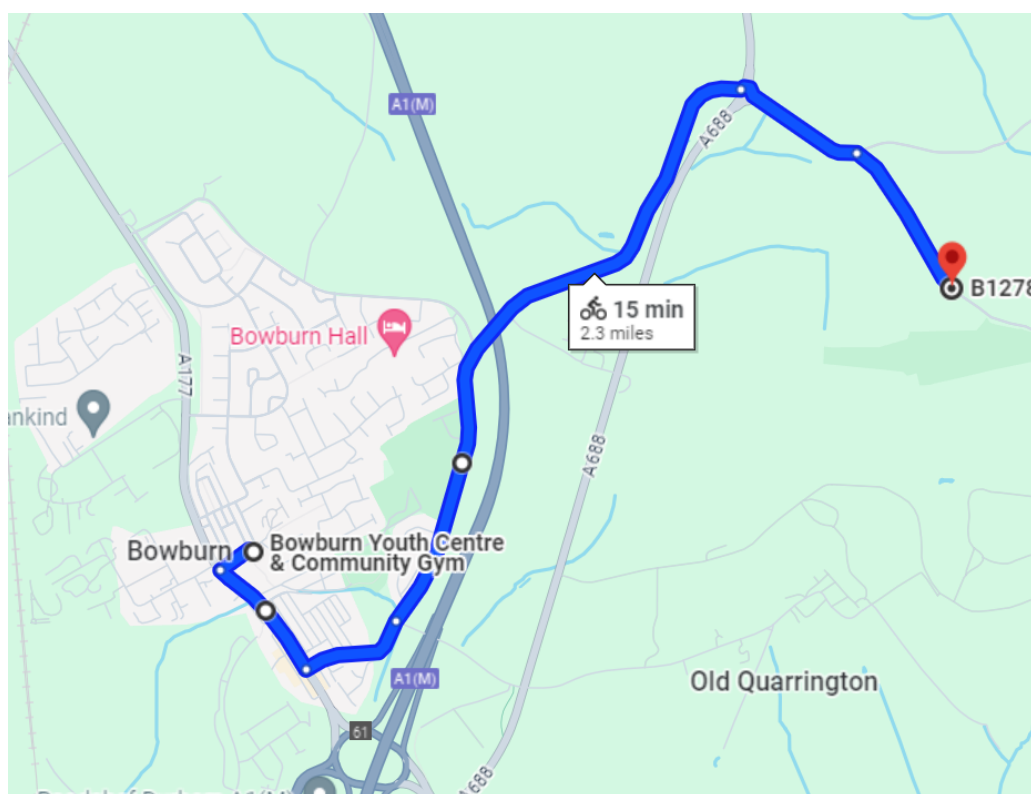 A1(M)
A688
B1278
15 min
2.3 miles
Bowburn Hall
A177
A688
Bowburn
Bowburn Youth Centre
& Community Gym
A1(M)
Old Quarrington
61
A688